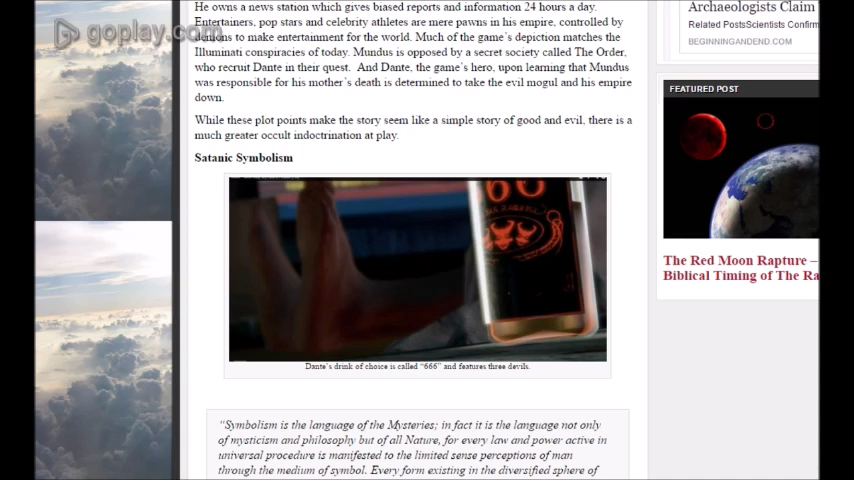 He owns a news station which gives biased reports and information 24 hours a day.
Entertainers, pop stars and celebrity athletes are mere pawns in his empire, controlled by
demons to make entertainment for the world. Much of the game's depiction matches the
Illuminati conspiracies of today. Mundus is opposed by a secret society called The Order,
who recruit Dante in their quest. And Dante, the game's hero, upon learning that Mundus
was responsible for his mother's death is determined to take the evil mogul and his empire
down.
While these plot points make the story seem like a simple story of good and evil, there is a
much greater occult indoctrination at play.
Satanic Symbolism
Dante's drink of choice is called "666" and features three devils.
"Symbolism is the language of the Mysteries; in fact it is the language not only
of mysticism and philosophy but of all Nature, for every law and power active in
universal procedure is manifested to the limited sense perceptions of man
through the medium of symbol. Every form existing in the diversified sphere of
goplay.com
Archaeologists Claim
Related PostsScientists Confirm
BEGINNINGANDEND.COM
FEATURED POST
The Red Moon Rapture –
Biblical Timing of The Ra